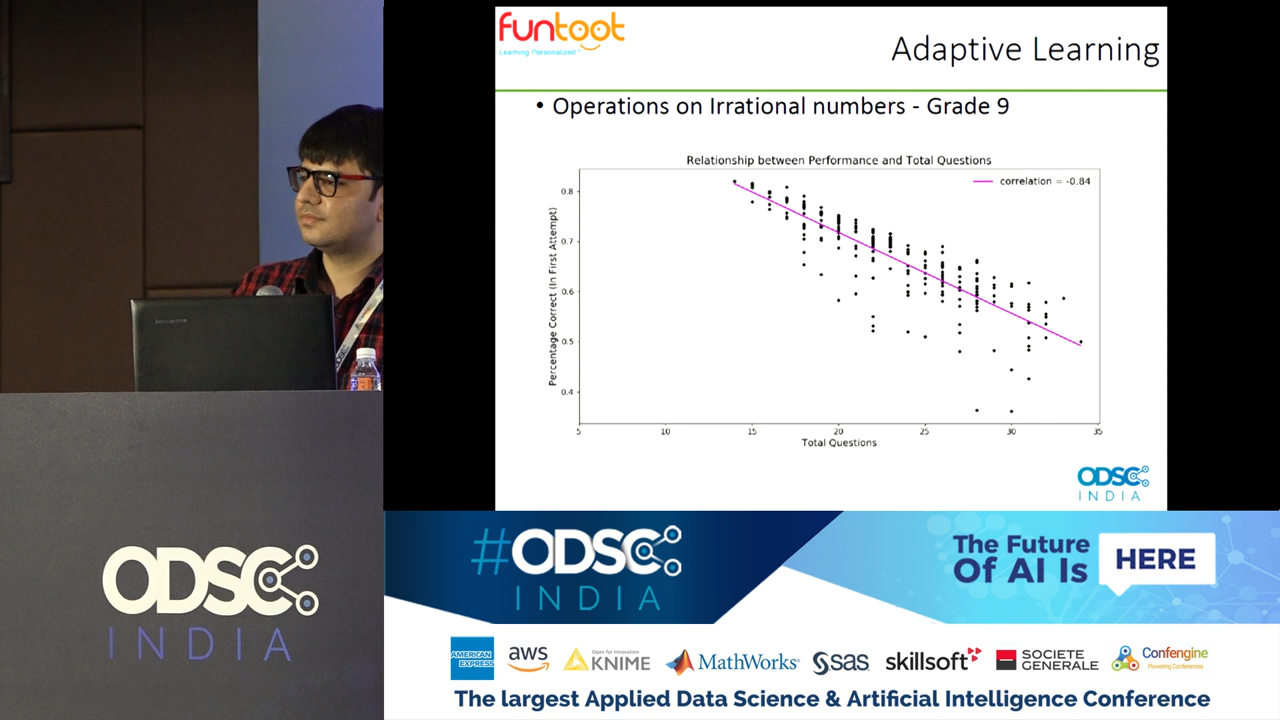 funtoot
Learning Personalized
Adaptive Learning
• Operations on Irrational numbers - Grade 9
Relationship between Performance and Total Questions
correlation = -0.84
Percentage Correct (In First Attempt)
0.8
0.7
0.6
0.5
0.4
5 10 15 20 25 30 35
Total Questions
ODSC
INDIA
ODSC
INDIA
#ODSC
INDIA
The Future
Of AI Is HERE
AMERICAN
EXPRESS
aws
Open for Innovation
KNIME
MathWorks
sas
skillsoft
SOCIETE
GENERALE
Confengine
Powering Conferences
The largest Applied Data Science & Artificial Intelligence Conference